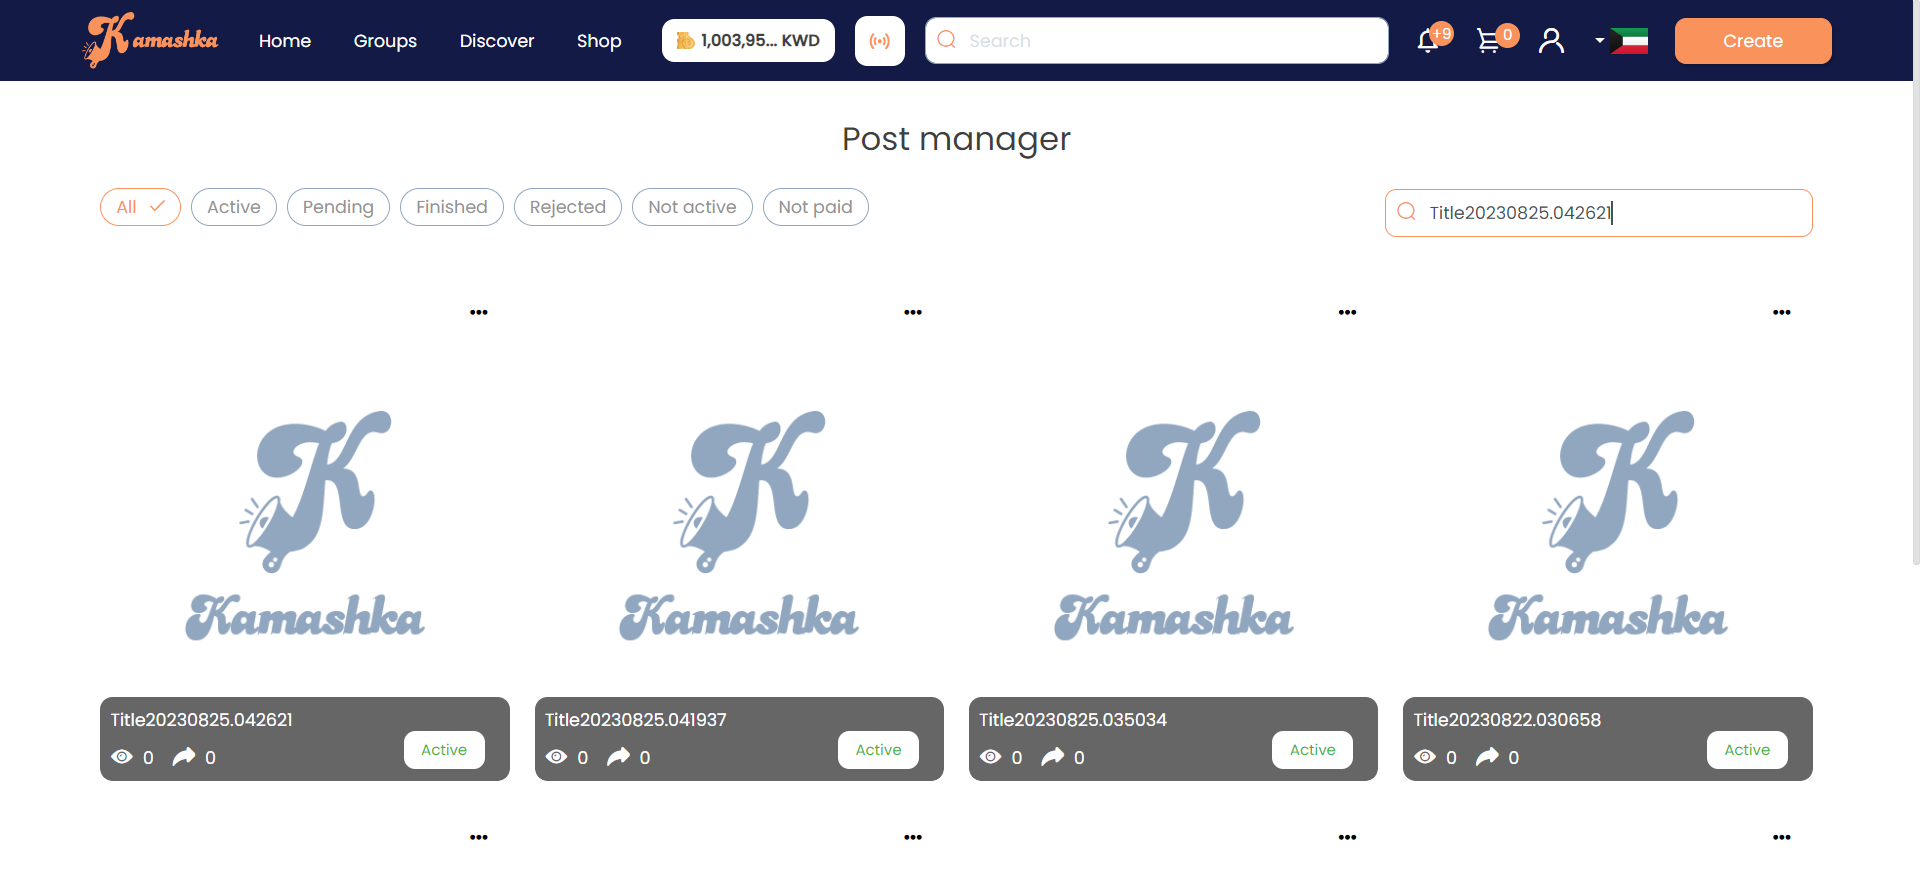 Kamashka Home Groups Discover Shop 1,003,95... KWD Search +9 0 Create
Post manager
All Active Pending Finished Rejected Not active Not paid Title20230825.042621
Kamashka Kamashka Kamashka Kamashka
Title20230825.042621 Title20230825.041937 Title20230825.035034 Title20230822.030658
0 0 Active 0 0 Active 0 0 Active 0 0 Active